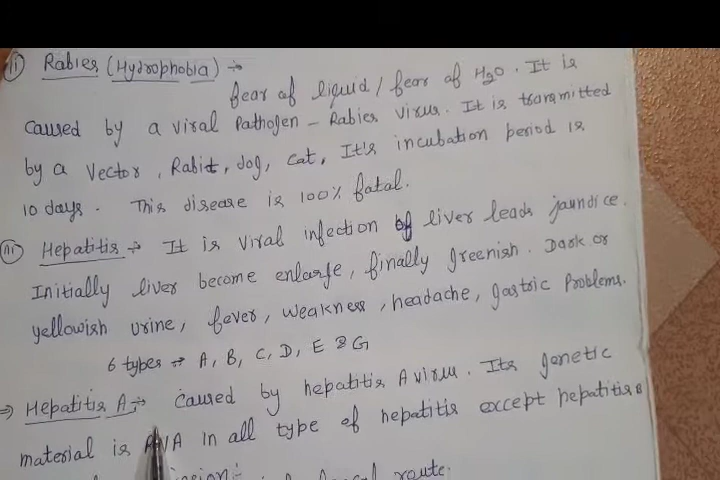 ii) Rabies (Hydrophobia) →
fear of liquid / fear of H2O. It is
caused by a viral Pathogen - Rabies virus. It is transmitted
by a vector, Rabit, dog, cat, It's incubation period is
10 days. This disease is 100% fatal.
iii) Hepatitis → It is viral infection of liver leads jaundice.
Initially liver become enlarge, finally greenish. Dark or
yellowish urine, fever, weakness, headache, gastric Problems.
6 types → A, B, C, D, E & G
⇒ Hepatitis A → caused by hepatitis A virus. Its genetic
material is RNA in all type of hepatitis except hepatitis B
route.